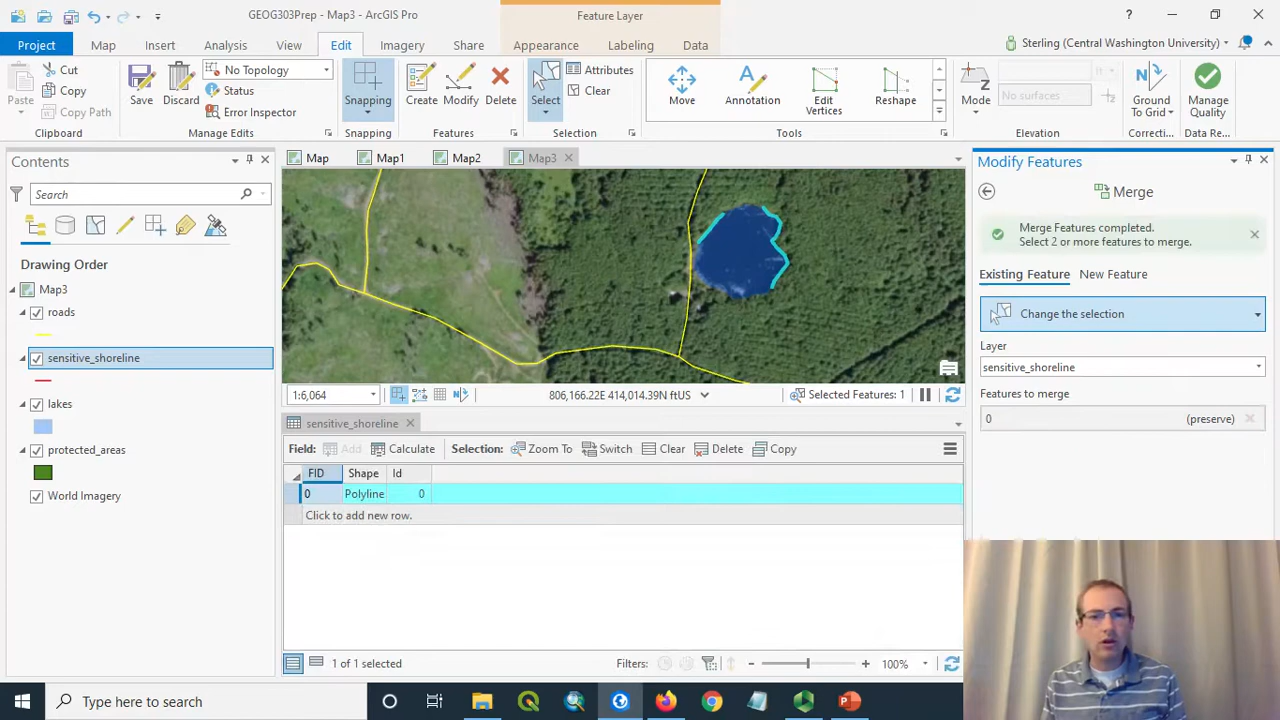 GEOG303Prep - Map3 - ArcGIS Pro
Feature Layer
?
Project Map Insert Analysis View Edit Imagery Share Appearance Labeling Data
Sterling (Central Washington University)
Paste
Cut
Copy
Copy Path
Clipboard
Save
Discard
No Topology
Status
Error Inspector
Manage Edits
Snapping
Snapping
Create
Modify
Delete
Features
Select
Attributes
Clear
Selection
Move
Annotation
Edit
Vertices
Reshape
Tools
Mode
ft
No surfaces
Elevation
Ground
To Grid
Correcti...
Manage
Quality
Data Re...
Contents
Search
Drawing Order
Map3
roads
sensitive_shoreline
lakes
protected_areas
World Imagery
Map Map1 Map2 Map3
1:6,064
806,166.22E 414,014.39N ftUS
Selected Features: 1
sensitive_shoreline
Field: Add Calculate Selection: Zoom To Switch Clear Delete Copy
FID Shape Id
0 Polyline 0
Click to add new row.
1 of 1 selected
Filters:
100%
Modify Features
Merge
Merge Features completed.
Select 2 or more features to merge.
Existing Feature New Feature
Change the selection
Layer
sensitive_shoreline
Features to merge
0 (preserve)
Type here to search